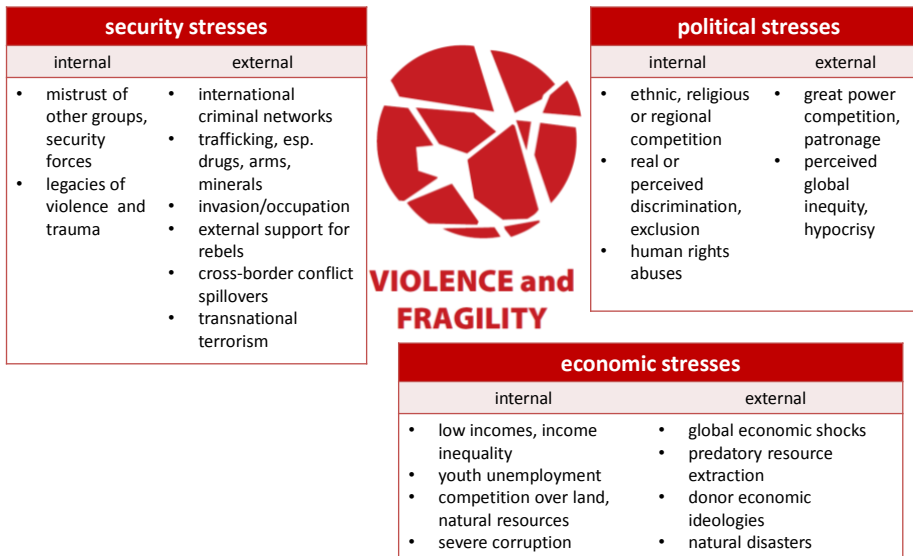 security stresses
internal
external
• mistrust of
other groups,
security
forces
• legacies of
violence and
trauma
• international
criminal networks
• trafficking, esp.
drugs, arms,
minerals
• invasion/occupation
• external support for
rebels
• cross-border conflict
spillovers
• transnational
terrorism
VIOLENCE and
FRAGILITY
political stresses
internal
external
• ethnic, religious
or regional
competition
• real or
perceived
discrimination,
exclusion
• human rights
abuses
• great power
competition,
patronage
• perceived
global
inequity,
hypocrisy
economic stresses
internal
external
• low incomes, income
inequality
• youth unemployment
• competition over land,
natural resources
• severe corruption
• global economic shocks
• predatory resource
extraction
• donor economic
ideologies
• natural disasters